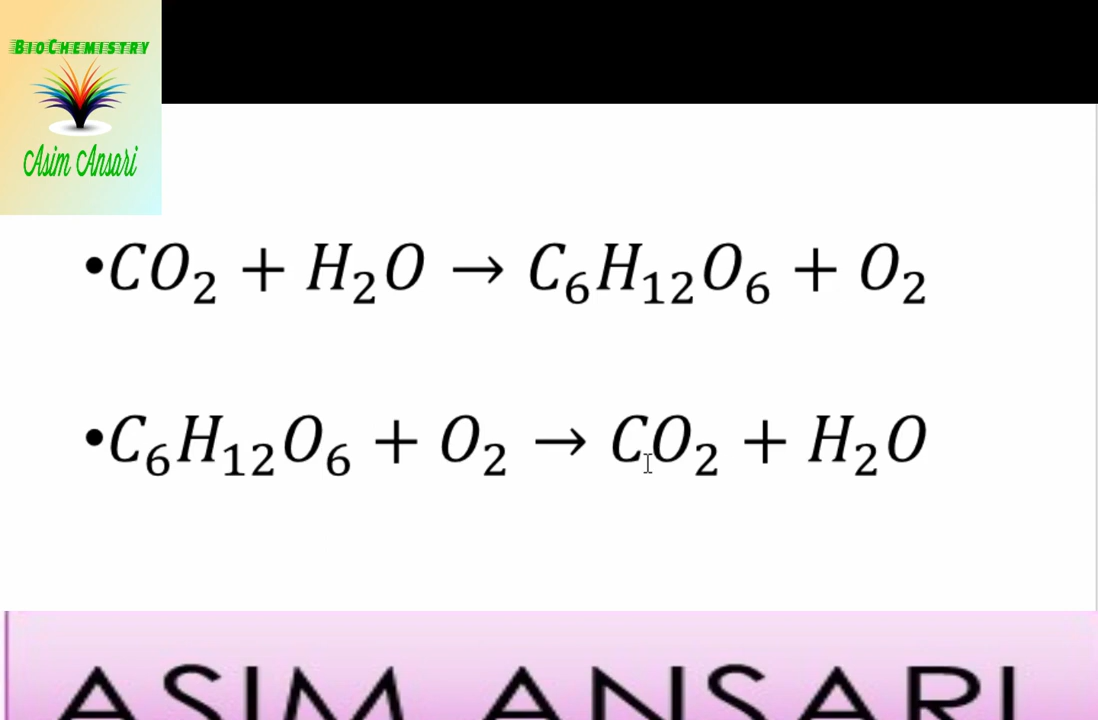 BIOCHEMISTRY
Asim Ansari
•CO₂ + H₂O → C₆H₁₂O₆ + O₂
•C₆H₁₂O₆ + O₂ → CO₂ + H₂O
ASIM ANSARI